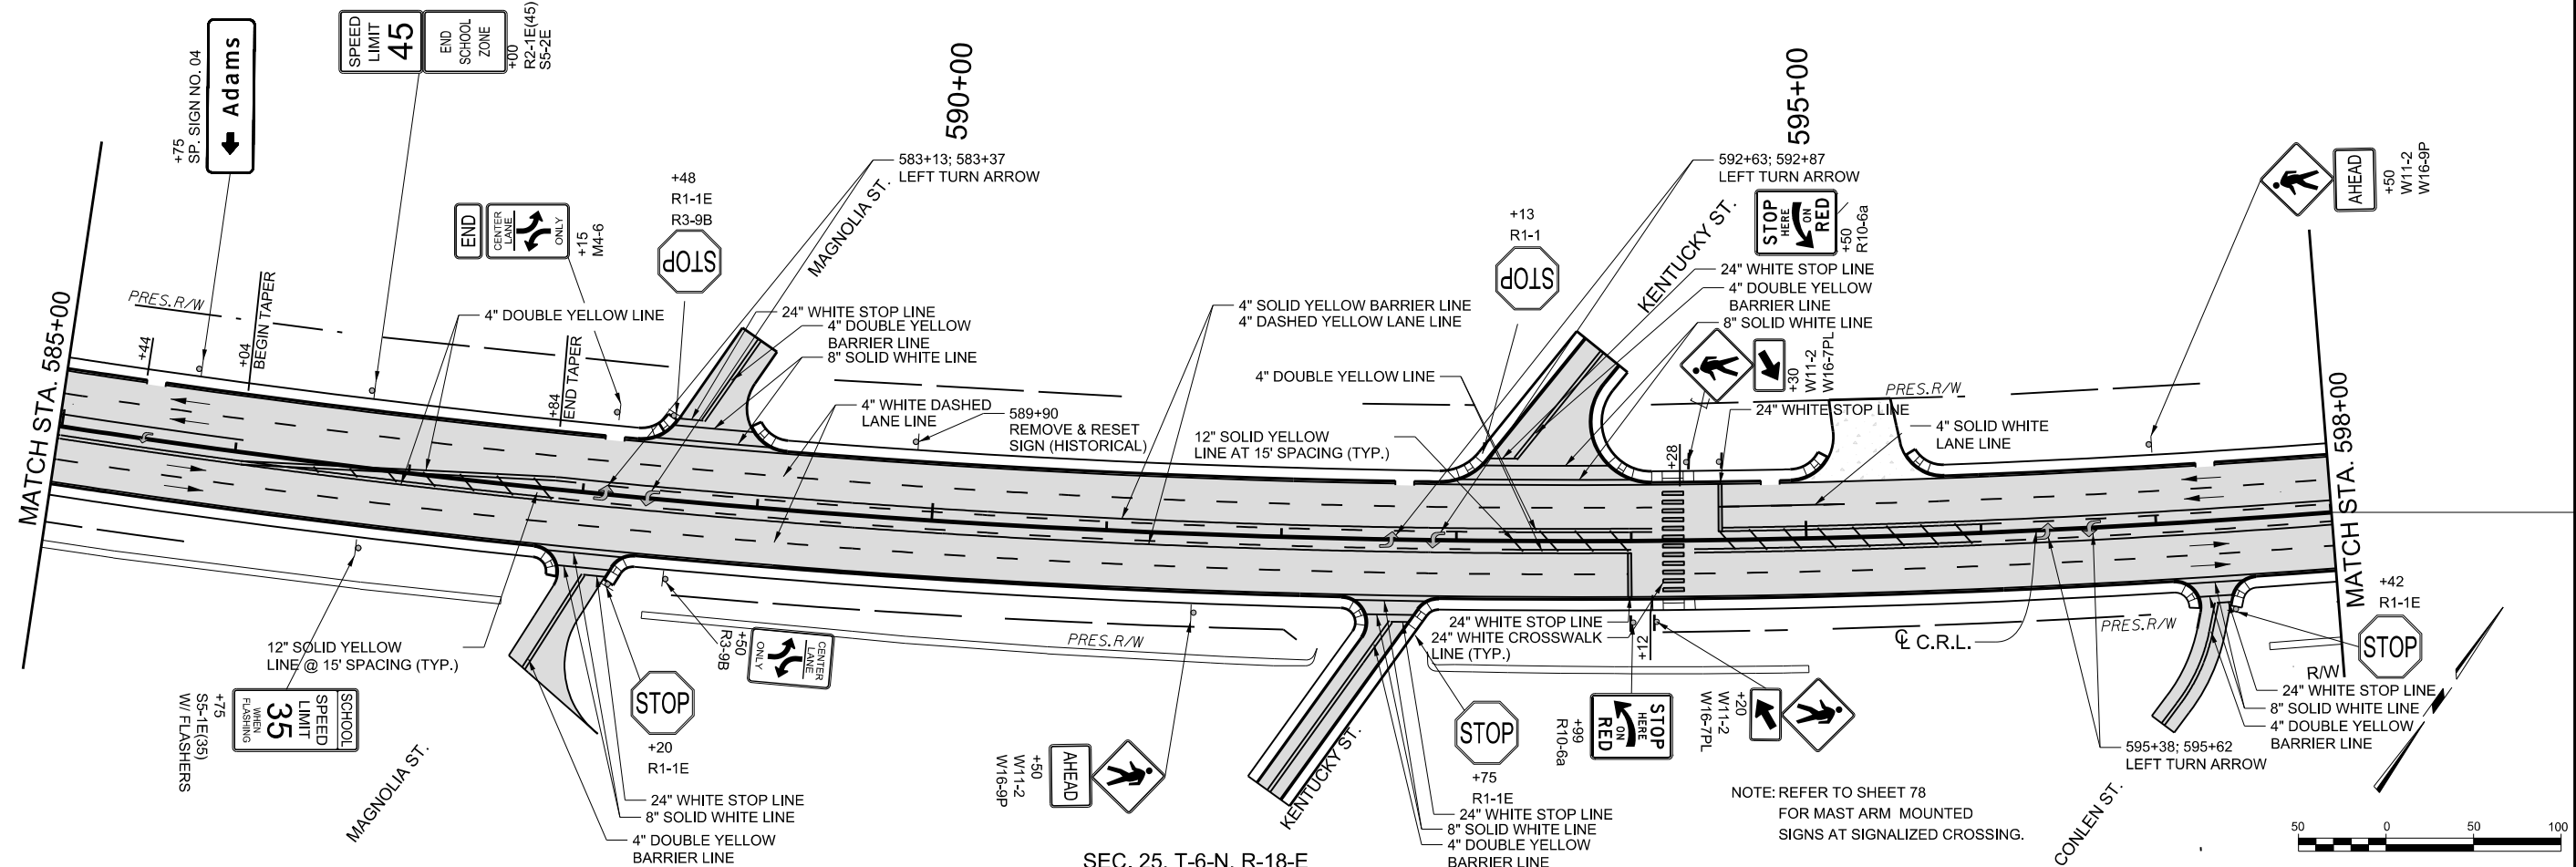 +75
SP. SIGN NO. 04
Adams
SPEED
LIMIT
45
END
SCHOOL
ZONE
+00
R2-1E(45)
S5-2E
590+00
595+00
MATCH STA. 585+00
PRES.R/W
+44
+04
BEGIN TAPER
4" DOUBLE YELLOW LINE
END
CENTER
LANE
ONLY
+15
M4-6
+84
END TAPER
+48
R1-1E
R3-9B
STOP
583+13; 583+37
LEFT TURN ARROW
MAGNOLIA ST.
24" WHITE STOP LINE
4" DOUBLE YELLOW
BARRIER LINE
8" SOLID WHITE LINE
4" WHITE DASHED
LANE LINE
589+90
REMOVE & RESET
SIGN (HISTORICAL)
4" SOLID YELLOW BARRIER LINE
4" DASHED YELLOW LANE LINE
4" DOUBLE YELLOW LINE
12" SOLID YELLOW
LINE AT 15' SPACING (TYP.)
+13
R1-1
STOP
592+63; 592+87
LEFT TURN ARROW
KENTUCKY ST.
STOP
HERE
ON
RED
+50
R10-6a
24" WHITE STOP LINE
4" DOUBLE YELLOW
BARRIER LINE
8" SOLID WHITE LINE
+30
W11-2
W16-7PL
24" WHITE STOP LINE
+28
PRES.R/W
4" SOLID WHITE
LANE LINE
AHEAD
+50
W11-2
W16-9P
MATCH STA. 598+00
12" SOLID YELLOW
LINE @ 15' SPACING (TYP.)
+75
S5-1E(35)
W/ FLASHERS
SCHOOL
SPEED
LIMIT
35
WHEN
FLASHING
MAGNOLIA ST.
STOP
+20
R1-1E
24" WHITE STOP LINE
8" SOLID WHITE LINE
4" DOUBLE YELLOW
BARRIER LINE
+50
R3-9B
CENTER
LANE
ONLY
PRES.R/W
+50
W11-2
W16-9P
AHEAD
KENTUCKY ST.
STOP
+75
R1-1E
24" WHITE STOP LINE
8" SOLID WHITE LINE
4" DOUBLE YELLOW
BARRIER LINE
24" WHITE STOP LINE
24" WHITE CROSSWALK
LINE (TYP.)
+12
+99
R10-6a
STOP
HERE
ON
RED
+20
W11-2
W16-7PL
℄ C.R.L.
PRES.R/W
+42
R1-1E
STOP
R/W
24" WHITE STOP LINE
8" SOLID WHITE LINE
4" DOUBLE YELLOW
BARRIER LINE
595+38; 595+62
LEFT TURN ARROW
NOTE: REFER TO SHEET 78
FOR MAST ARM MOUNTED
SIGNS AT SIGNALIZED CROSSING.
CONLEN ST.
50 0 50 100
SEC. 25, T-6-N, R-18-E